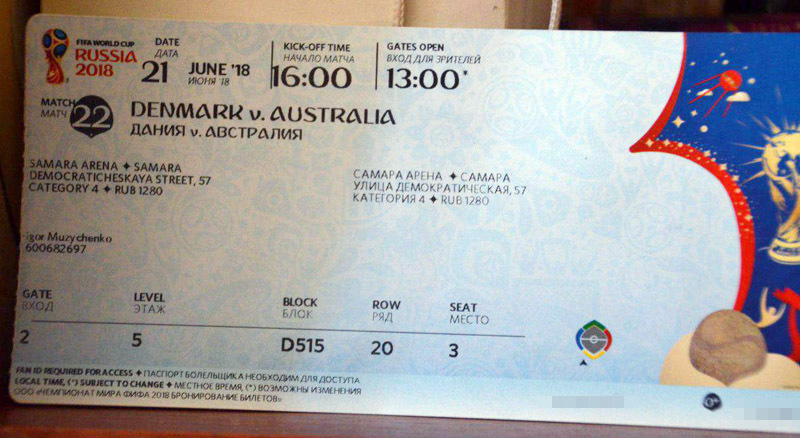 FIFA WORLD CUP
RUSSIA
2018
DATE
ДАТА
21 JUNE '18
ИЮНЯ '18
KICK-OFF TIME
НАЧАЛО МАТЧА
16:00
GATES OPEN
ВХОД ДЛЯ ЗРИТЕЛЕЙ
13:00*
MATCH
МАТЧ
22
DENMARK v. AUSTRALIA
ДАНИЯ v. АВСТРАЛИЯ
SAMARA ARENA ✦ SAMARA
DEMOCRATICHESKAYA STREET, 57
CATEGORY 4 ✦ RUB 1280
САМАРА АРЕНА ✦ САМАРА
УЛИЦА ДЕМОКРАТИЧЕСКАЯ, 57
КАТЕГОРИЯ 4 ✦ RUB 1280
Igor Muzychenko
600682697
GATE
ВХОД
2
LEVEL
ЭТАЖ
5
BLOCK
БЛОК
D515
ROW
РЯД
20
SEAT
МЕСТО
3
FAN ID REQUIRED FOR ACCESS ✦ ПАСПОРТ БОЛЕЛЬЩИКА НЕОБХОДИМ ДЛЯ ДОСТУПА
LOCAL TIME, (*) SUBJECT TO CHANGE ✦ МЕСТНОЕ ВРЕМЯ, (*) ВОЗМОЖНЫ ИЗМЕНЕНИЯ
ООО «ЧЕМПИОНАТ МИРА ФИФА 2018 БРОНИРОВАНИЕ БИЛЕТОВ»